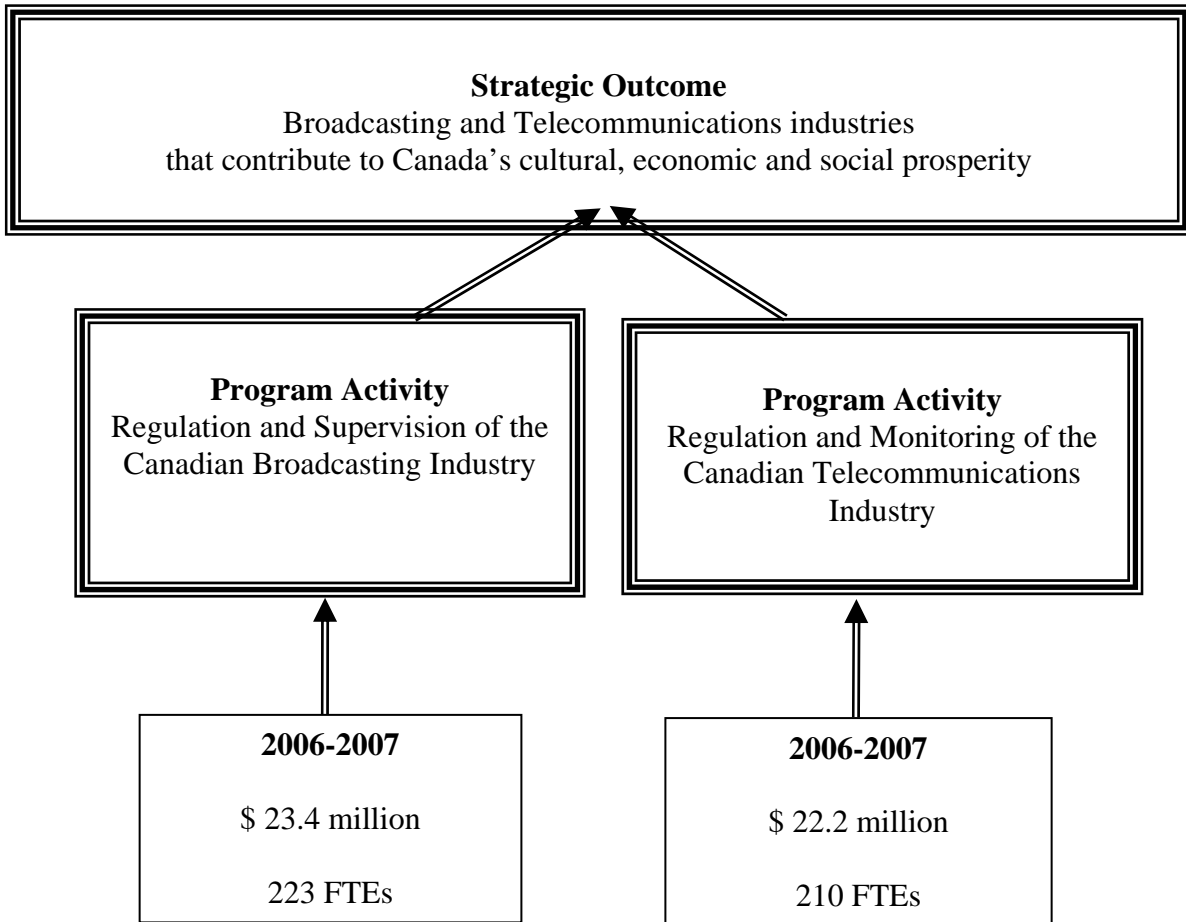 Strategic Outcome
Broadcasting and Telecommunications industries
that contribute to Canada’s cultural, economic and social prosperity
Program Activity
Regulation and Supervision of the
Canadian Broadcasting Industry
Program Activity
Regulation and Monitoring of the
Canadian Telecommunications
Industry
2006-2007
$ 23.4 million
223 FTEs
2006-2007
$ 22.2 million
210 FTEs